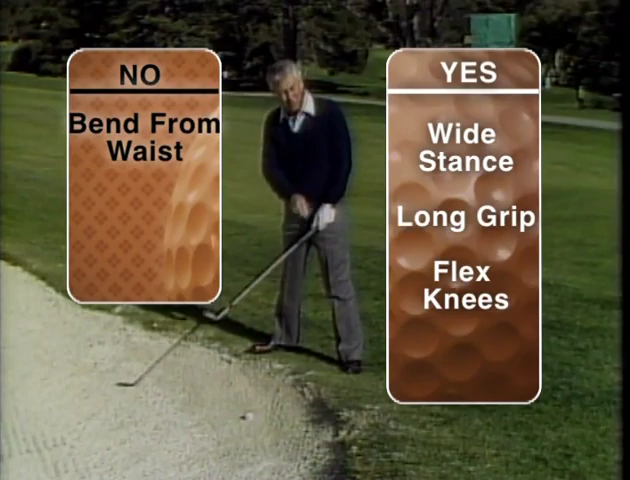 NO
Bend From
Waist
YES
Wide
Stance
Long Grip
Flex
Knees